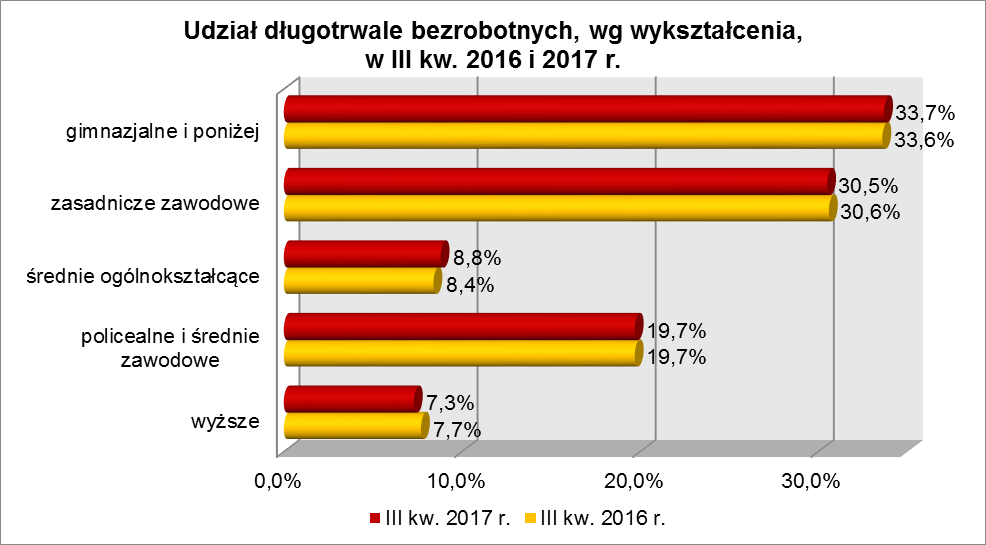 Udział długotrwale bezrobotnych, wg wykształcenia,
w III kw. 2016 i 2017 r.
gimnazjalne i poniżej
33,7%
33,6%
zasadnicze zawodowe
30,5%
30,6%
średnie ogólnokształcące
8,8%
8,4%
policealne i średnie
zawodowe
19,7%
19,7%
wyższe
7,3%
7,7%
0,0% 10,0% 20,0% 30,0%
III kw. 2017 r. III kw. 2016 r.